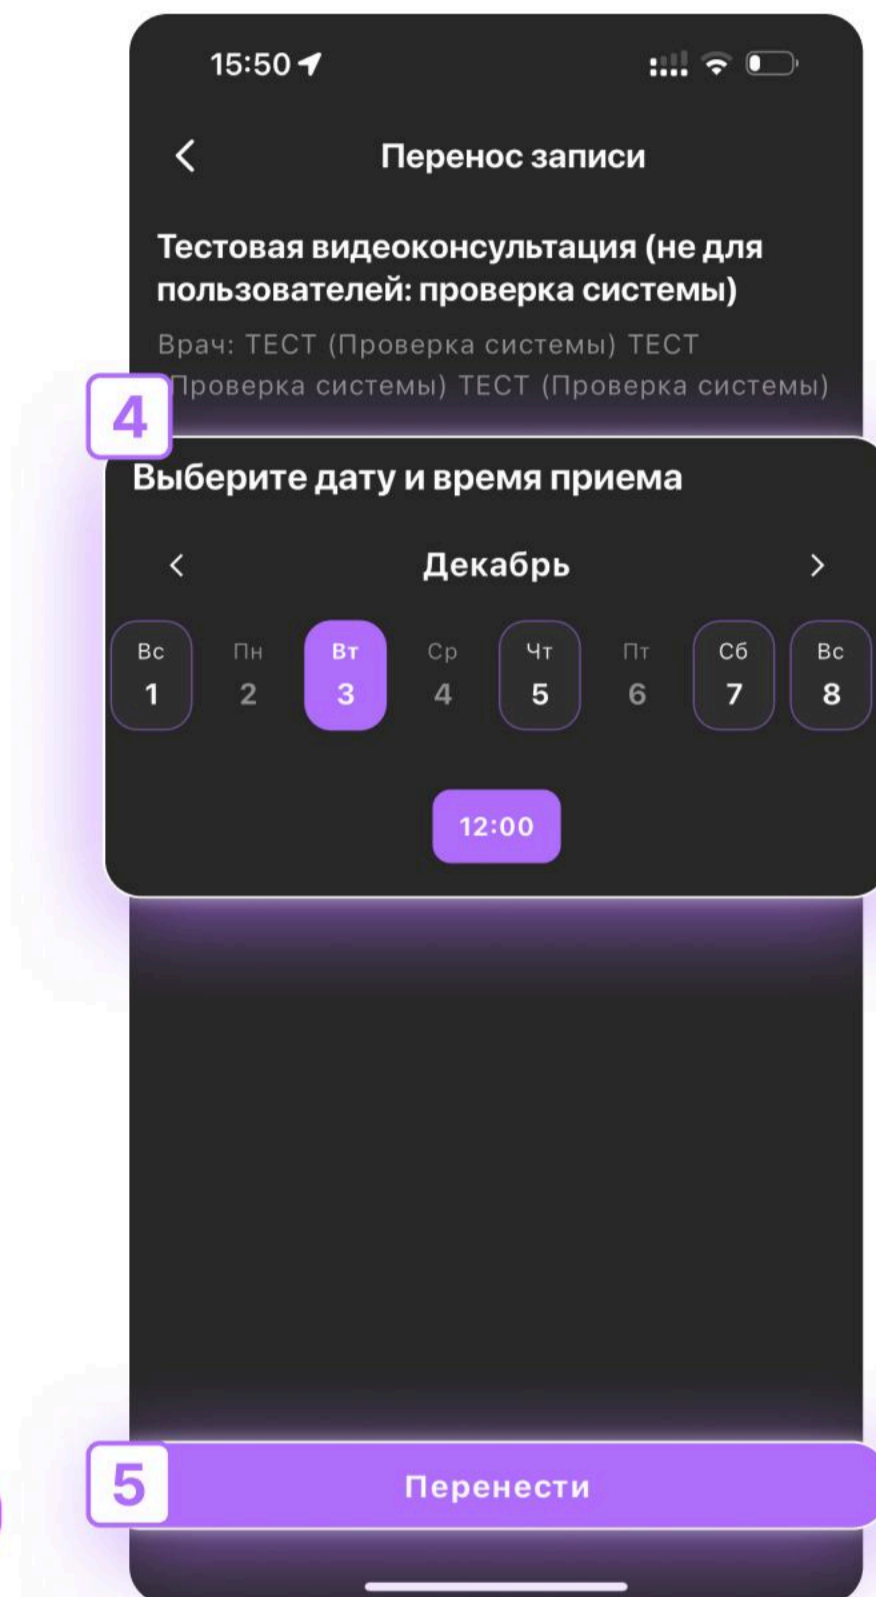 15:50
Перенос записи
Тестовая видеоконсультация (не для
пользователей: проверка системы)
Врач: ТЕСТ (Проверка системы) ТЕСТ
(Проверка системы) ТЕСТ (Проверка системы)
4
Выберите дату и время приема
Декабрь
Вс Пн Вт Ср Чт Пт Сб Вс
1 2 3 4 5 6 7 8
12:00
5
Перенести